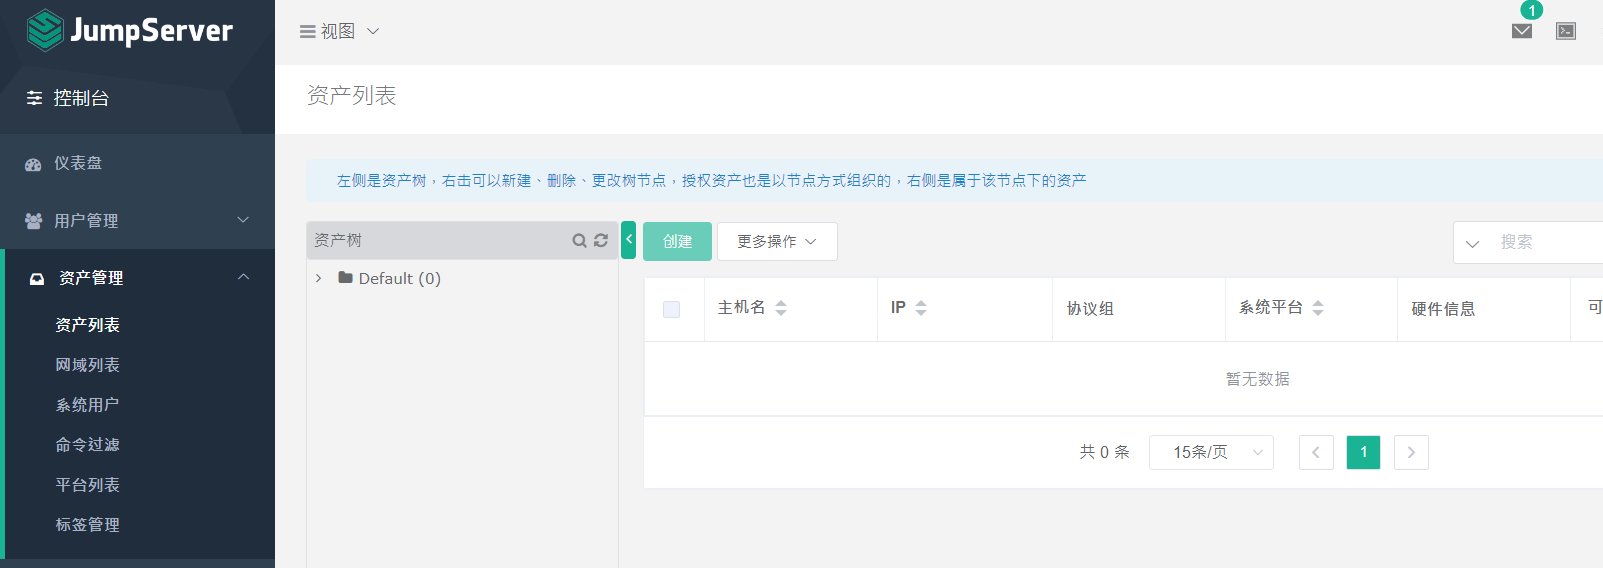 JumpServer
视图
1
控制台
资产列表
仪表盘
左侧是资产树，右击可以新建、删除、更改树节点，授权资产也是以节点方式组织的，右侧是属于该节点下的资产
用户管理
资产树
创建
更多操作
搜索
资产管理
Default (0)
主机名
IP
协议组
系统平台
硬件信息
可
资产列表
网域列表
暂无数据
系统用户
命令过滤
共 0 条
15条/页
1
平台列表
标签管理